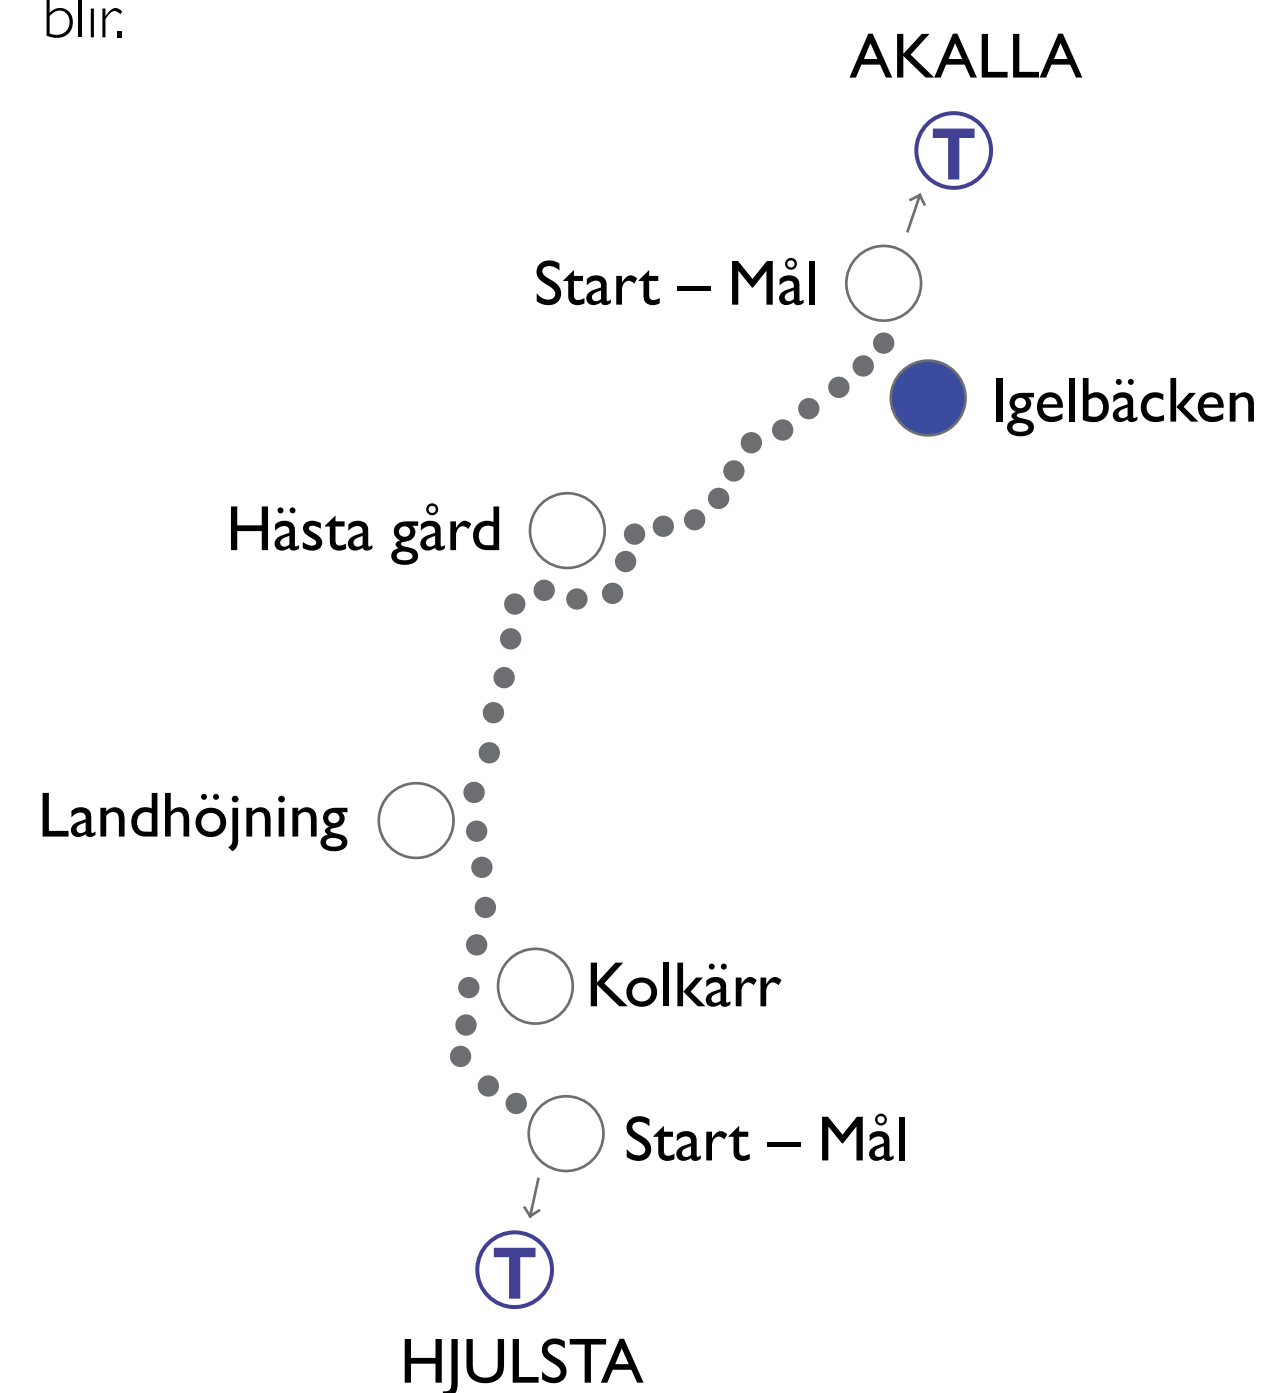 blir.
AKALLA
T
Start – Mål
Igelbäcken
Hästa gård
Landhöjning
Kolkärr
Start – Mål
T
HJULSTA